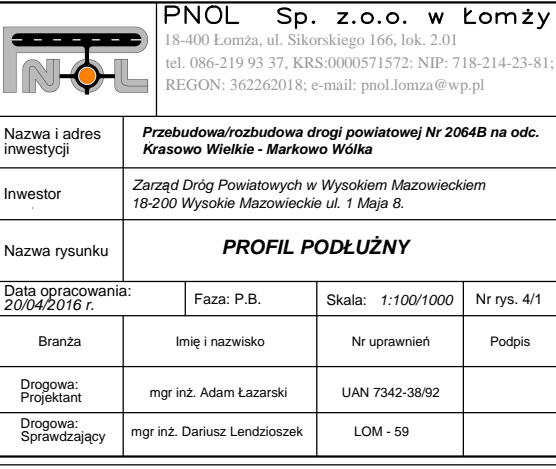 PNOL
PNOL Sp. z.o.o. w Łomży
18-400 Łomża, ul. Sikorskiego 166, lok. 2.01
tel. 086-219 93 37, KRS:0000571572: NIP: 718-214-23-81;
REGON: 362262018; e-mail: pnol.lomza@wp.pl
Nazwa i adres
inwestycji
Przebudowa/rozbudowa drogi powiatowej Nr 2064B na odc.
Krasowo Wielkie - Markowo Wólka
Inwestor
Zarząd Dróg Powiatowych w Wysokiem Mazowieckiem
18-200 Wysokie Mazowieckie ul. 1 Maja 8.
Nazwa rysunku
PROFIL PODŁUŻNY
Data opracowania:
20/04/2016 r.
Faza: P.B.
Skala: 1:100/1000
Nr rys. 4/1
Branża
Imię i nazwisko
Nr uprawnień
Podpis
Drogowa:
Projektant
mgr inż. Adam Łazarski
UAN 7342-38/92
Drogowa:
Sprawdzający
mgr inż. Dariusz Lendzioszek
LOM - 59